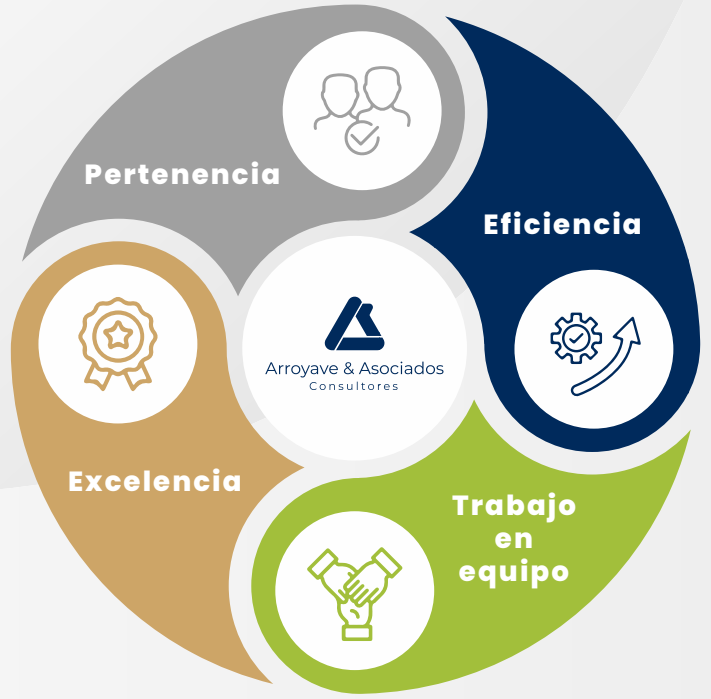 Pertenencia
Eficiencia
Arroyave & Asociados
Consultores
Excelencia
Trabajo
en
equipo